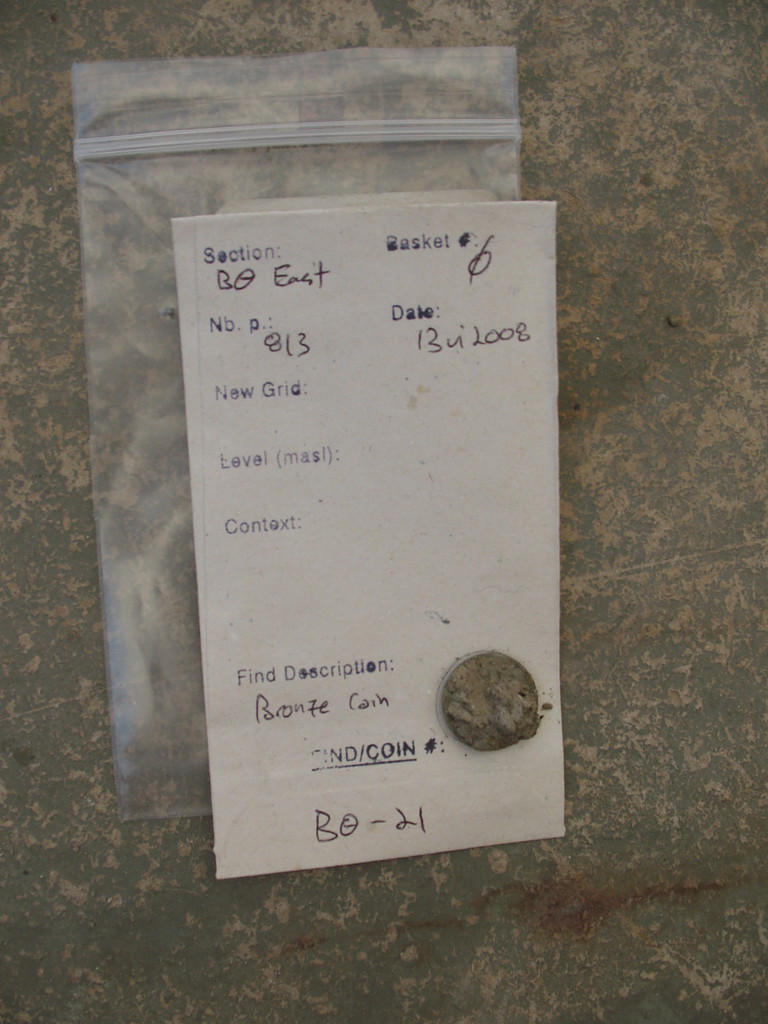 Section: Basket #:
BΘ East ϕ
Nb. p.: Date:
813 13 vi 2008
New Grid:
Level (masl):
Context:
Find Description:
Bronze Coin
FIND/COIN #:
BΘ-21